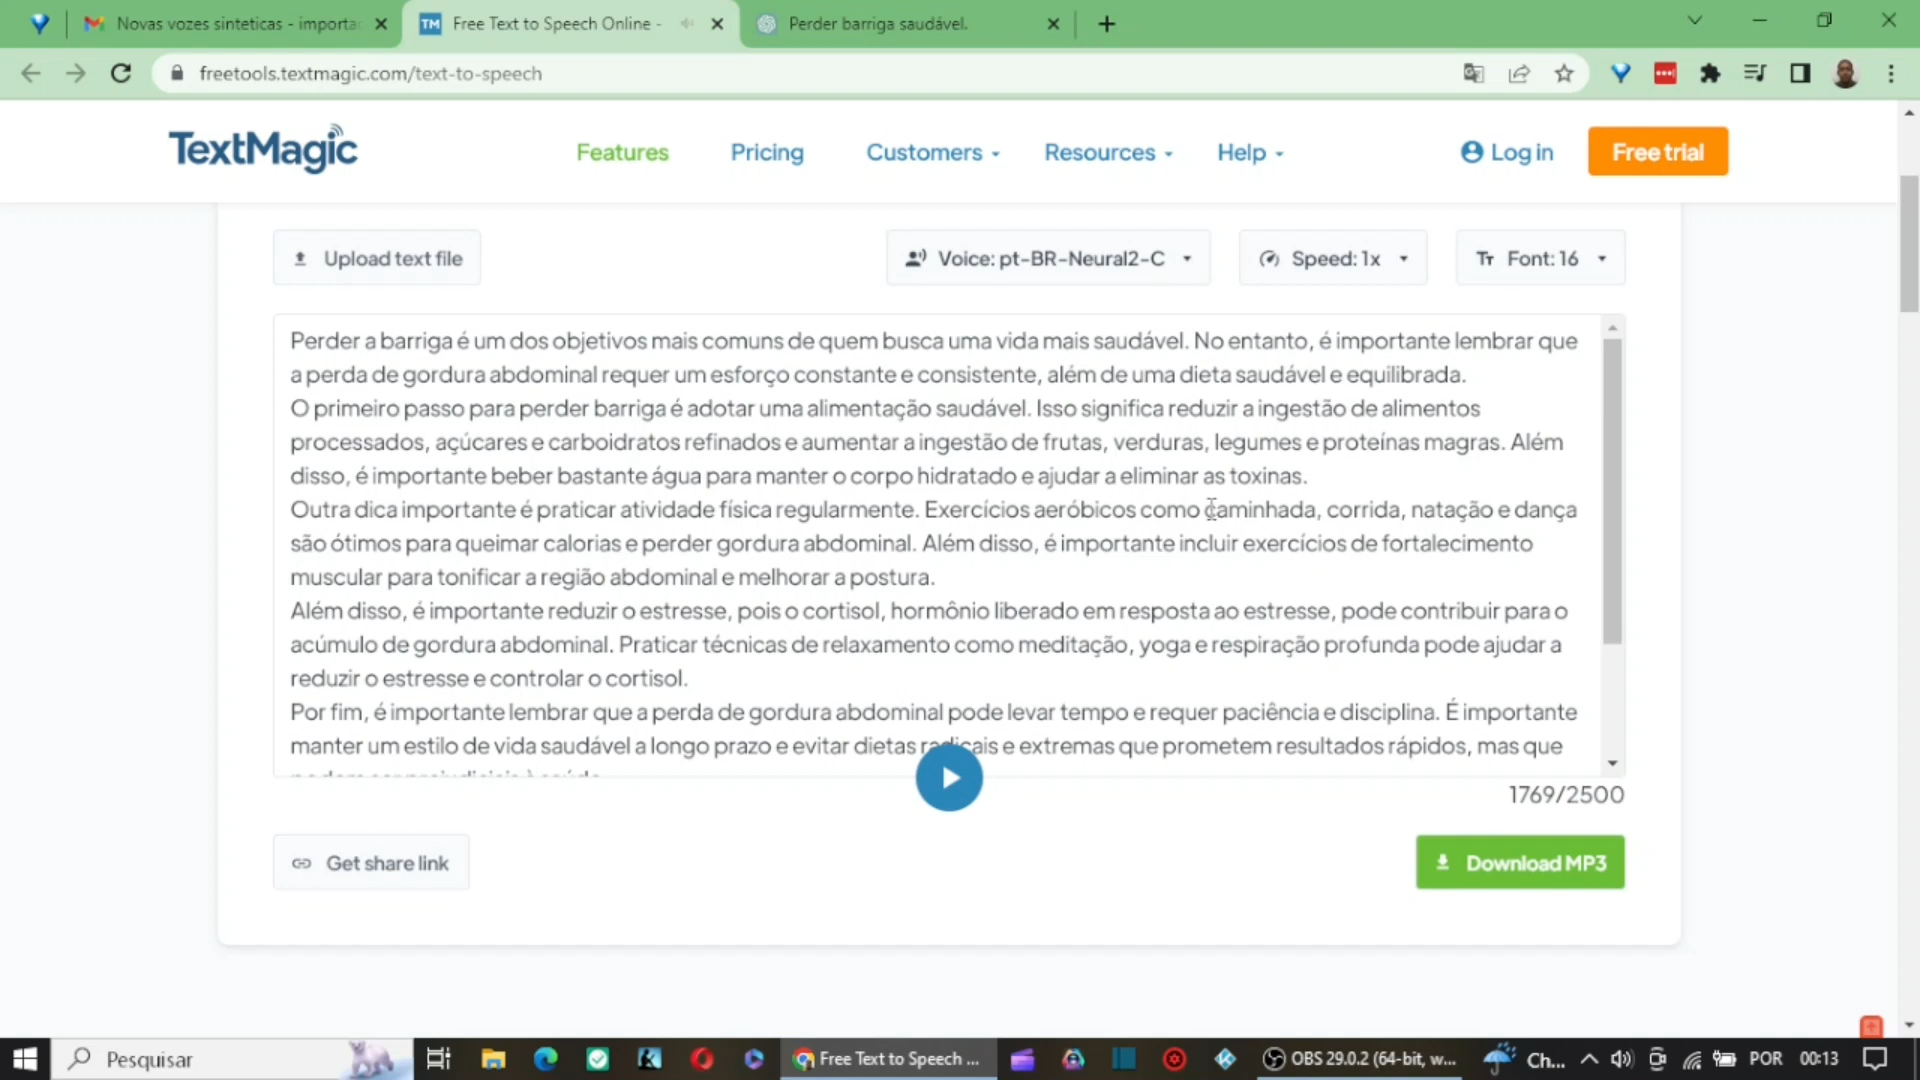 Novas vozes sinteticas - importa
TM Free Text to Speech Online -
Perder barriga saudável.
freetools.textmagic.com/text-to-speech
TextMagic
Features
Pricing
Customers
Resources
Help
Log in
Free trial
Upload text file
Voice: pt-BR-Neural2-C
Speed: 1x
Font: 16
Perder a barriga é um dos objetivos mais comuns de quem busca uma vida mais saudável. No entanto, é importante lembrar que
a perda de gordura abdominal requer um esforço constante e consistente, além de uma dieta saudável e equilibrada.
O primeiro passo para perder barriga é adotar uma alimentação saudável. Isso significa reduzir a ingestão de alimentos
processados, açúcares e carboidratos refinados e aumentar a ingestão de frutas, verduras, legumes e proteínas magras. Além
disso, é importante beber bastante água para manter o corpo hidratado e ajudar a eliminar as toxinas.
Outra dica importante é praticar atividade física regularmente. Exercícios aeróbicos como caminhada, corrida, natação e dança
são ótimos para queimar calorias e perder gordura abdominal. Além disso, é importante incluir exercícios de fortalecimento
muscular para tonificar a região abdominal e melhorar a postura.
Além disso, é importante reduzir o estresse, pois o cortisol, hormônio liberado em resposta ao estresse, pode contribuir para o
acúmulo de gordura abdominal. Praticar técnicas de relaxamento como meditação, yoga e respiração profunda pode ajudar a
reduzir o estresse e controlar o cortisol.
Por fim, é importante lembrar que a perda de gordura abdominal pode levar tempo e requer paciência e disciplina. É importante
manter um estilo de vida saudável a longo prazo e evitar dietas radicais e extremas que prometem resultados rápidos, mas que
1769/2500
Get share link
Download MP3
Pesquisar
Free Text to Speech ...
OBS 29.0.2 (64-bit, w...
Ch...
POR
00:13